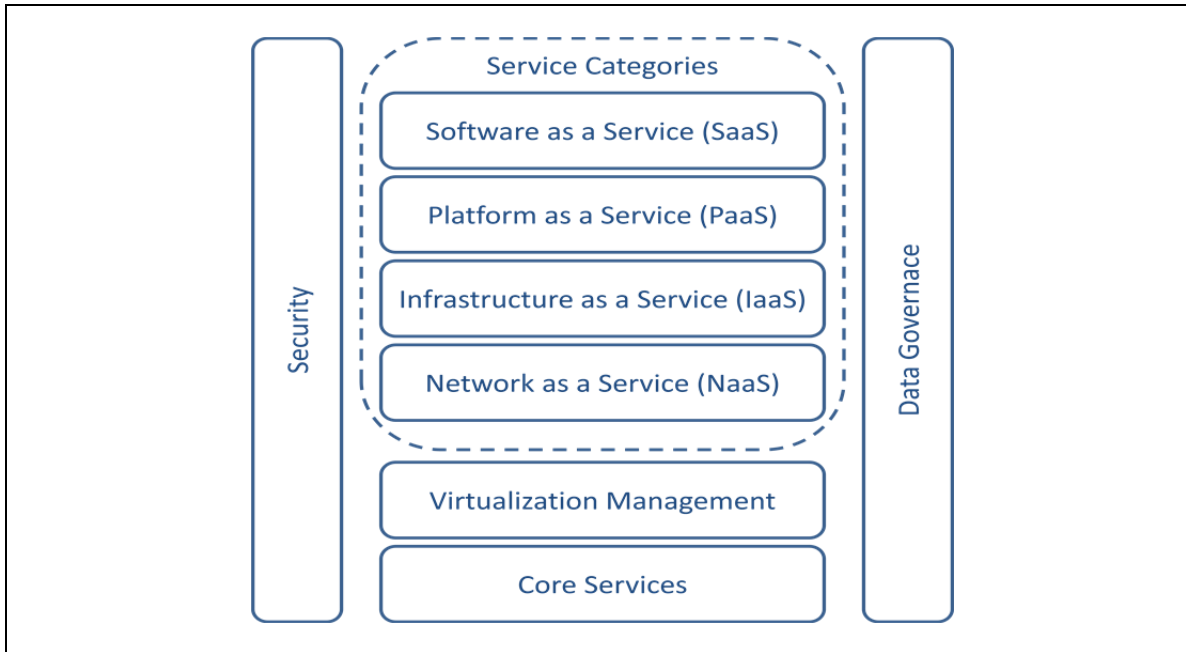 Service Categories
Software as a Service (SaaS)
Platform as a Service (PaaS)
Infrastructure as a Service (IaaS)
Network as a Service (NaaS)
Virtualization Management
Core Services
Security
Data Governace